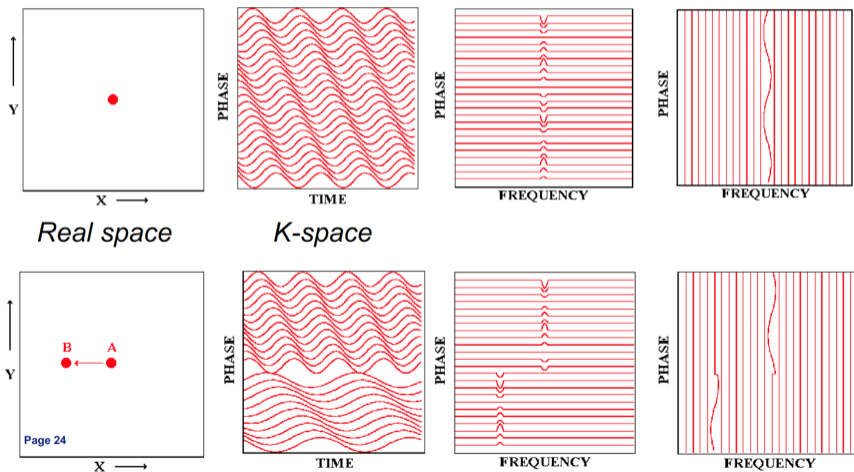 Y
X
PHASE
TIME
PHASE
FREQUENCY
PHASE
FREQUENCY
Real space
K-space
Y
B
A
Page 24
X
PHASE
TIME
PHASE
FREQUENCY
PHASE
FREQUENCY